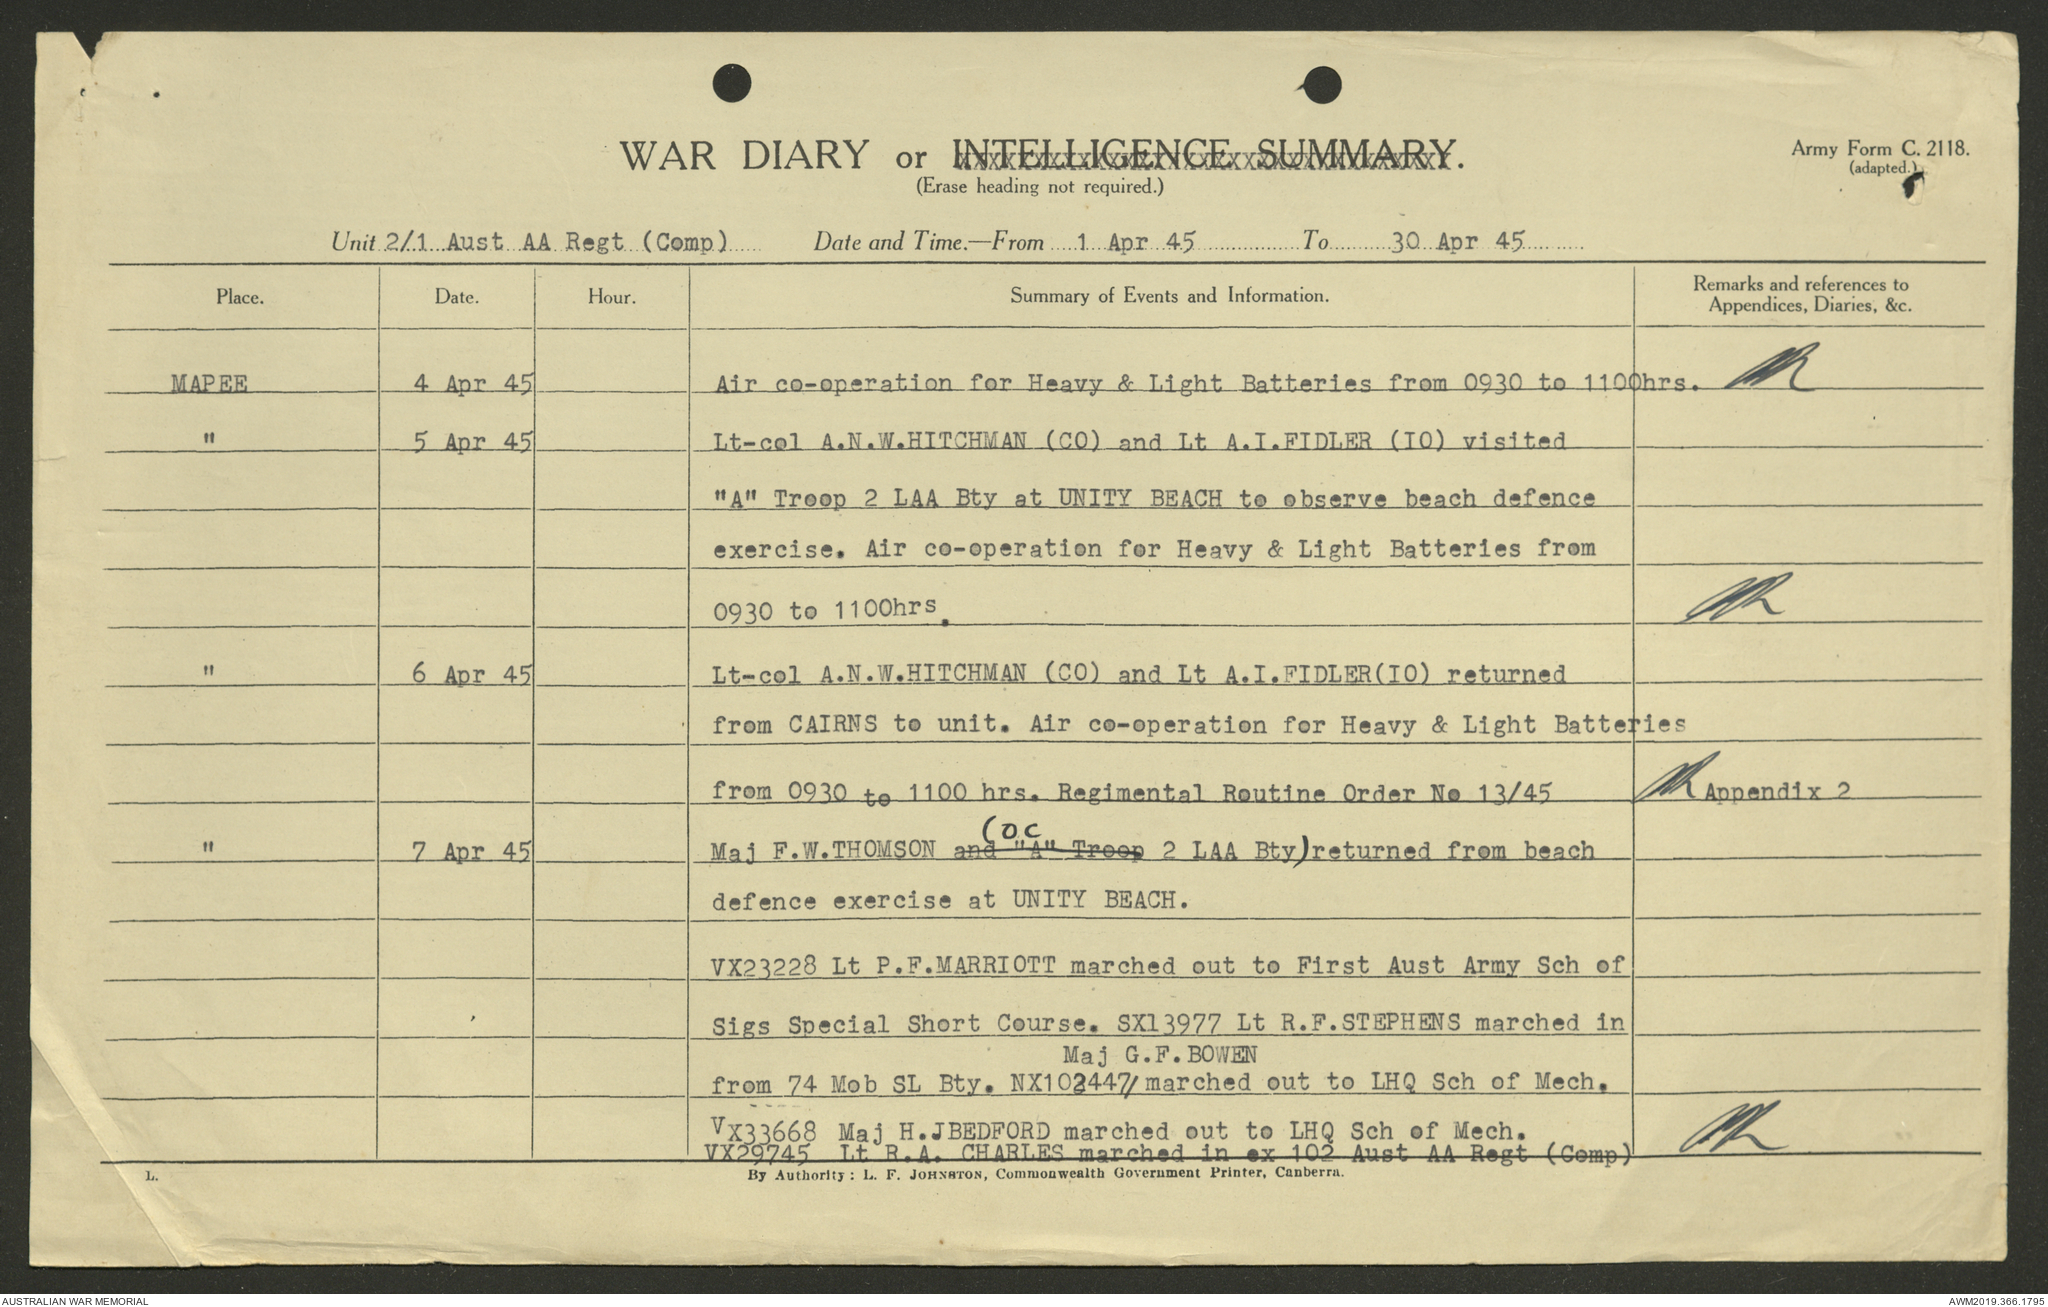 WAR DIARY or INTELLIGENCE SUMMARY.
(Erase heading not required.)
Army Form C. 2118.
(adapted.)
Unit 2/1 Aust AA Regt (Comp) Date and Time.—From 1 Apr 45 To 30 Apr 45
Place. Date. Hour. Summary of Events and Information. Remarks and references to Appendices, Diaries, &c.
MAPEE 4 Apr 45 Air co-operation for Heavy & Light Batteries from 0930 to 1100hrs.
" 5 Apr 45 Lt-col A.N.W.HITCHMAN (CO) and Lt A.I.FIDLER (IO) visited
"A" Troop 2 LAA Bty at UNITY BEACH to observe beach defence
exercise. Air co-operation for Heavy & Light Batteries from
0930 to 1100hrs.
" 6 Apr 45 Lt-col A.N.W.HITCHMAN (CO) and Lt A.I.FIDLER(IO) returned
from CAIRNS to unit. Air co-operation for Heavy & Light Batteries
from 0930 to 1100 hrs. Regimental Routine Order No 13/45 Appendix 2
(OC
" 7 Apr 45 Maj F.W.THOMSON and "A" Troop 2 LAA Bty)returned from beach
defence exercise at UNITY BEACH.
VX23228 Lt P.F.MARRIOTT marched out to First Aust Army Sch of
Sigs Special Short Course. SX13977 Lt R.F.STEPHENS marched in
Maj G.F.BOWEN
from 74 Mob SL Bty. NX102447/ marched out to LHQ Sch of Mech.
VX33668 Maj H.JBEDFORD marched out to LHQ Sch of Mech.
VX29745 Lt R.A. CHARLES marched in ex 102 Aust AA Regt (Comp)
L. By Authority: L. F. JOHNSTON, Commonwealth Government Printer, Canberra.
AUSTRALIAN WAR MEMORIAL AWM2019.366.1795